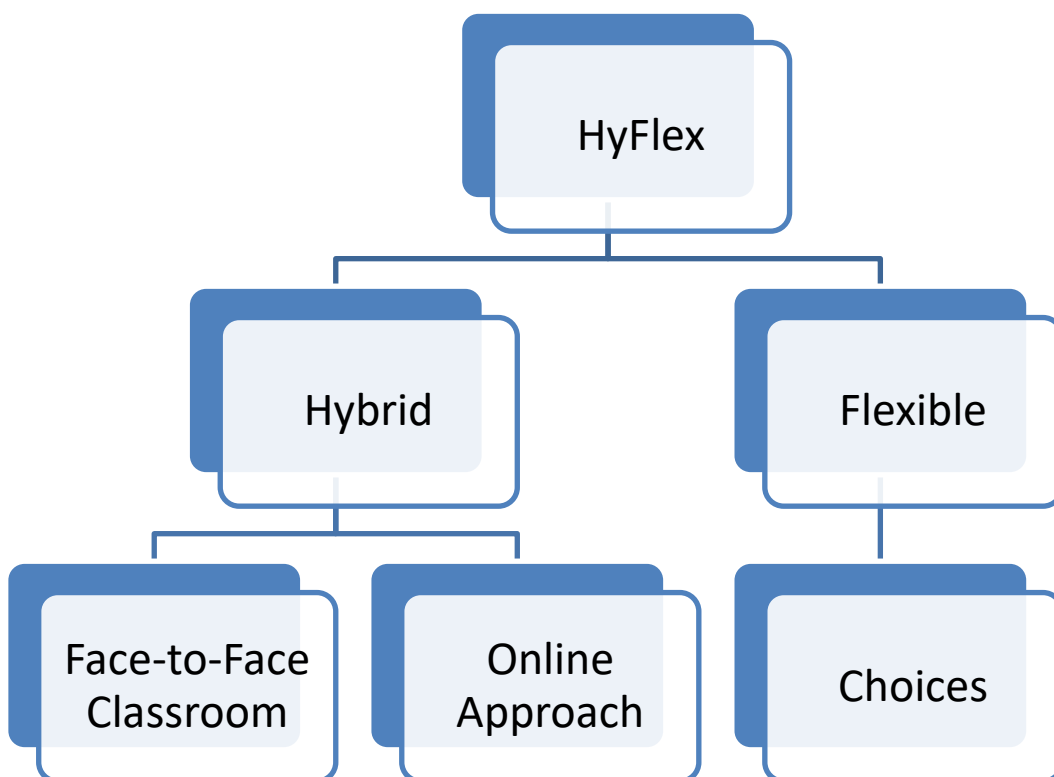 HyFlex
Hybrid
Flexible
Face-to-Face
Classroom
Online
Approach
Choices